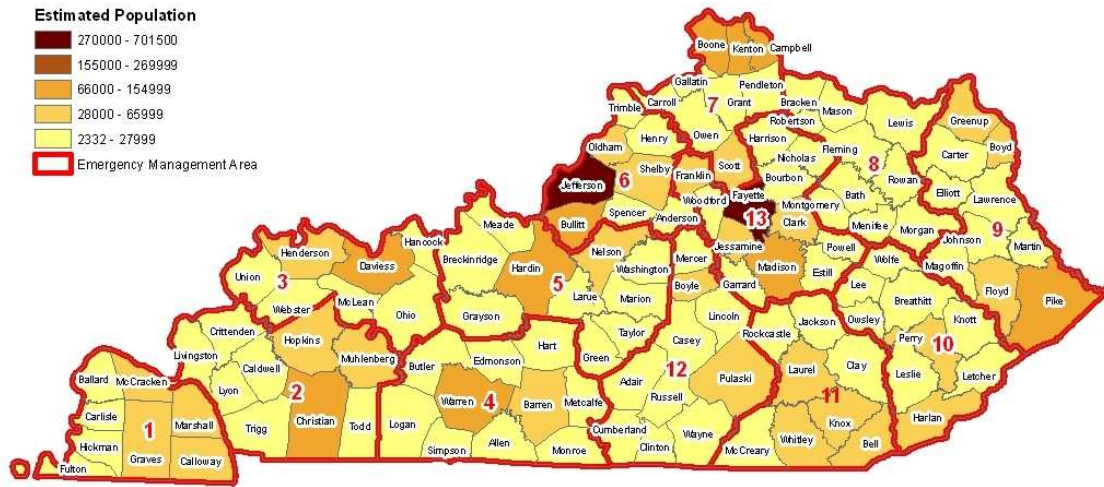 Estimated Population
270000 - 701500
155000 - 269999
66000 - 154999
28000 - 65999
2332 - 27999
Emergency Management Area
Boone
Kenton
Campbell
Gallatin
Pendleton
Trimble
Carroll
7
Grant
Bracken
Mason
Lewis
Greenup
Robertson
Owen
Harrison
Fleming
Boyd
Henry
Oldham
Carter
Nicholas
8
Scott
Shelby
Franklin
Bourbon
Rowan
Jefferson
6
Fayette
Elliott
Bath
Woodford
Montgomery
Lawrence
Spencer
13
Anderson
Clark
Bullitt
Menifee
Morgan
Meade
9
Hancock
Jessamine
Powell
Johnson
Martin
Nelson
Mercer
Henderson
Breckinridge
Wolfe
Magoffin
Daviess
Hardin
Washington
Madison
Estill
Union
3
5
Boyle
Garrard
Lee
Floyd
Pike
Larue
Marion
Webster
McLean
Breathitt
Ohio
Lincoln
Jackson
Owsley
Knott
Grayson
Crittenden
Taylor
Rockcastle
Hopkins
Casey
Perry
10
Livingston
Hart
Muhlenberg
Butler
Edmonson
Green
Caldwell
Laurel
Clay
12
Leslie
Letcher
Ballard
McCracken
Lyon
2
Adair
Pulaski
Warren
4
Barren
Metcalfe
Russell
11
Carlisle
Marshall
Christian
Knox
Harlan
1
Trigg
Todd
Logan
Cumberland
Wayne
Whitley
Hickman
Allen
Bell
Simpson
Monroe
Clinton
McCreary
Graves
Calloway
Fulton